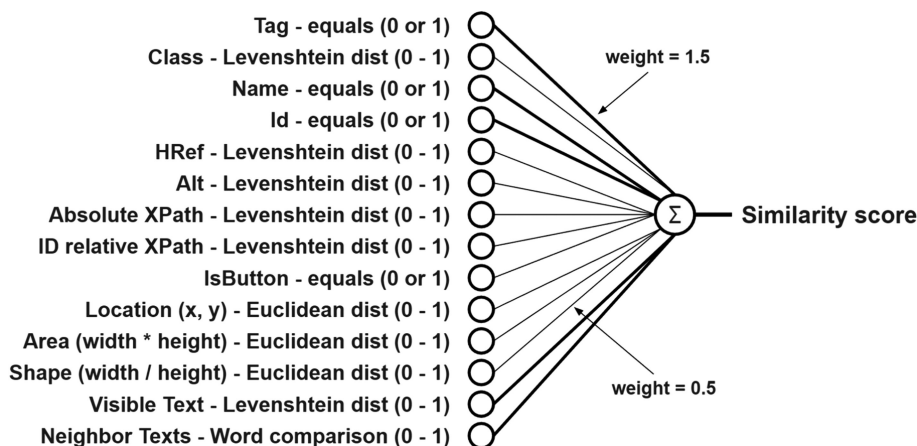 Tag - equals (0 or 1)
Class - Levenshtein dist (0 - 1)
weight = 1.5
Name - equals (0 or 1)
Id - equals (0 or 1)
HRef - Levenshtein dist (0 - 1)
Alt - Levenshtein dist (0 - 1)
Absolute XPath - Levenshtein dist (0 - 1)
Σ
Similarity score
ID relative XPath - Levenshtein dist (0 - 1)
IsButton - equals (0 or 1)
Location (x, y) - Euclidean dist (0 - 1)
Area (width * height) - Euclidean dist (0 - 1)
Shape (width / height) - Euclidean dist (0 - 1)
weight = 0.5
Visible Text - Levenshtein dist (0 - 1)
Neighbor Texts - Word comparison (0 - 1)